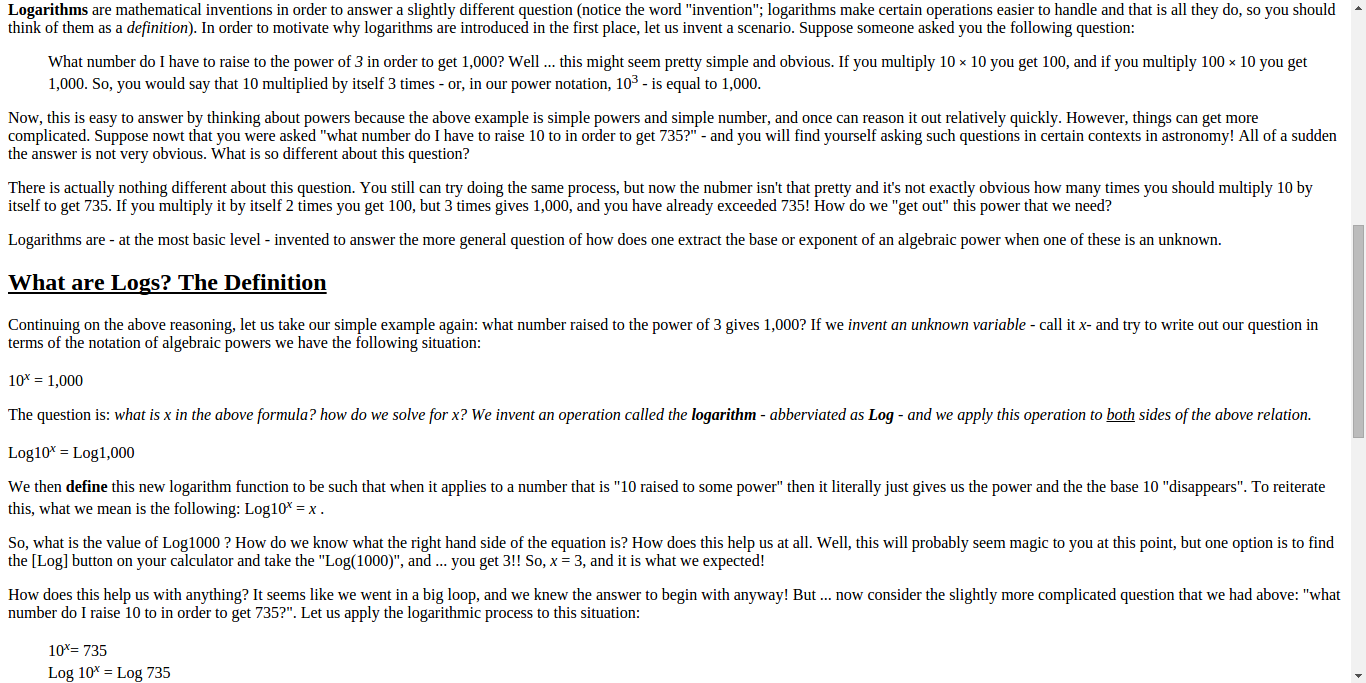 Logarithms are mathematical inventions in order to answer a slightly different question (notice the word "invention"; logarithms make certain operations easier to handle and that is all they do, so you should
think of them as a definition). In order to motivate why logarithms are introduced in the first place, let us invent a scenario. Suppose someone asked you the following question:
What number do I have to raise to the power of 3 in order to get 1,000? Well ... this might seem pretty simple and obvious. If you multiply 10 × 10 you get 100, and if you multiply 100 × 10 you get
1,000. So, you would say that 10 multiplied by itself 3 times - or, in our power notation, 10³ - is equal to 1,000.
Now, this is easy to answer by thinking about powers because the above example is simple powers and simple number, and once can reason it out relatively quickly. However, things can get more
complicated. Suppose nowt that you were asked "what number do I have to raise 10 to in order to get 735?" - and you will find yourself asking such questions in certain contexts in astronomy! All of a sudden
the answer is not very obvious. What is so different about this question?
There is actually nothing different about this question. You still can try doing the same process, but now the nubmer isn't that pretty and it's not exactly obvious how many times you should multiply 10 by
itself to get 735. If you multiply it by itself 2 times you get 100, but 3 times gives 1,000, and you have already exceeded 735! How do we "get out" this power that we need?
Logarithms are - at the most basic level - invented to answer the more general question of how does one extract the base or exponent of an algebraic power when one of these is an unknown.
What are Logs? The Definition
Continuing on the above reasoning, let us take our simple example again: what number raised to the power of 3 gives 1,000? If we invent an unknown variable - call it x- and try to write out our question in
terms of the notation of algebraic powers we have the following situation:
10ˣ = 1,000
The question is: what is x in the above formula? how do we solve for x? We invent an operation called the logarithm - abberviated as Log - and we apply this operation to both sides of the above relation.
Log10ˣ = Log1,000
We then define this new logarithm function to be such that when it applies to a number that is "10 raised to some power" then it literally just gives us the power and the the base 10 "disappears". To reiterate
this, what we mean is the following: Log10ˣ = x .
So, what is the value of Log1000 ? How do we know what the right hand side of the equation is? How does this help us at all. Well, this will probably seem magic to you at this point, but one option is to find
the [Log] button on your calculator and take the "Log(1000)", and ... you get 3!! So, x = 3, and it is what we expected!
How does this help us with anything? It seems like we went in a big loop, and we knew the answer to begin with anyway! But ... now consider the slightly more complicated question that we had above: "what
number do I raise 10 to in order to get 735?". Let us apply the logarithmic process to this situation:
10ˣ= 735
Log 10ˣ = Log 735